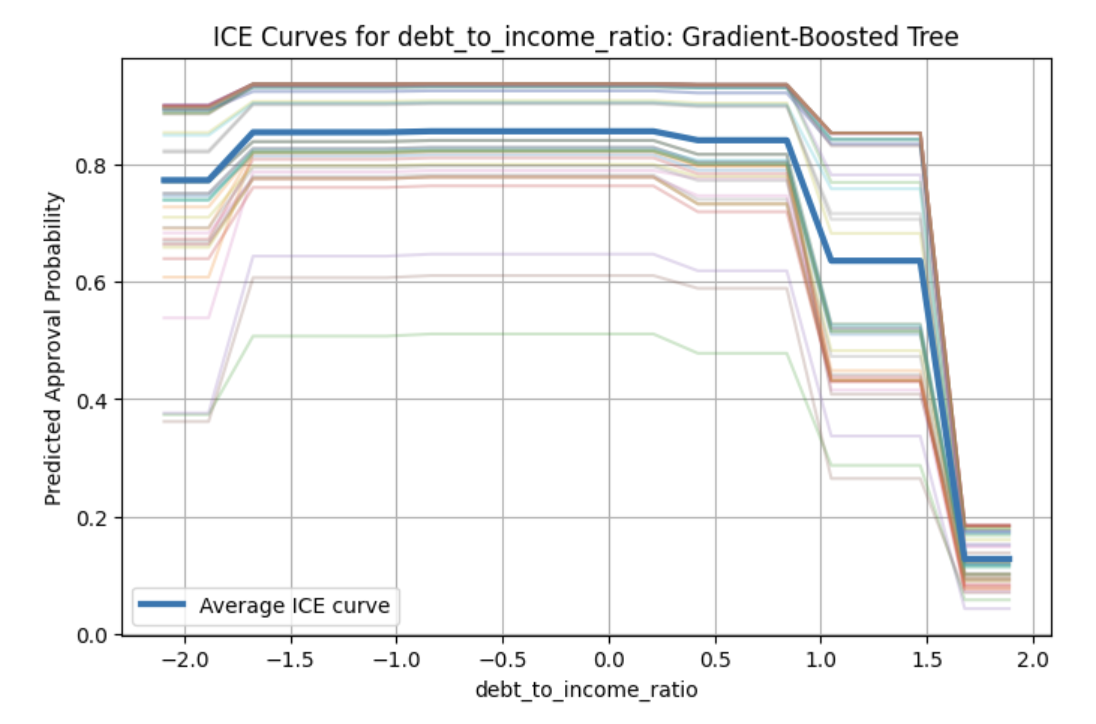 ICE Curves for debt_to_income_ratio: Gradient-Boosted Tree
Predicted Approval Probability
0.8
0.6
0.4
0.2
0.0
Average ICE curve
−2.0 −1.5 −1.0 −0.5 0.0 0.5 1.0 1.5 2.0
debt_to_income_ratio